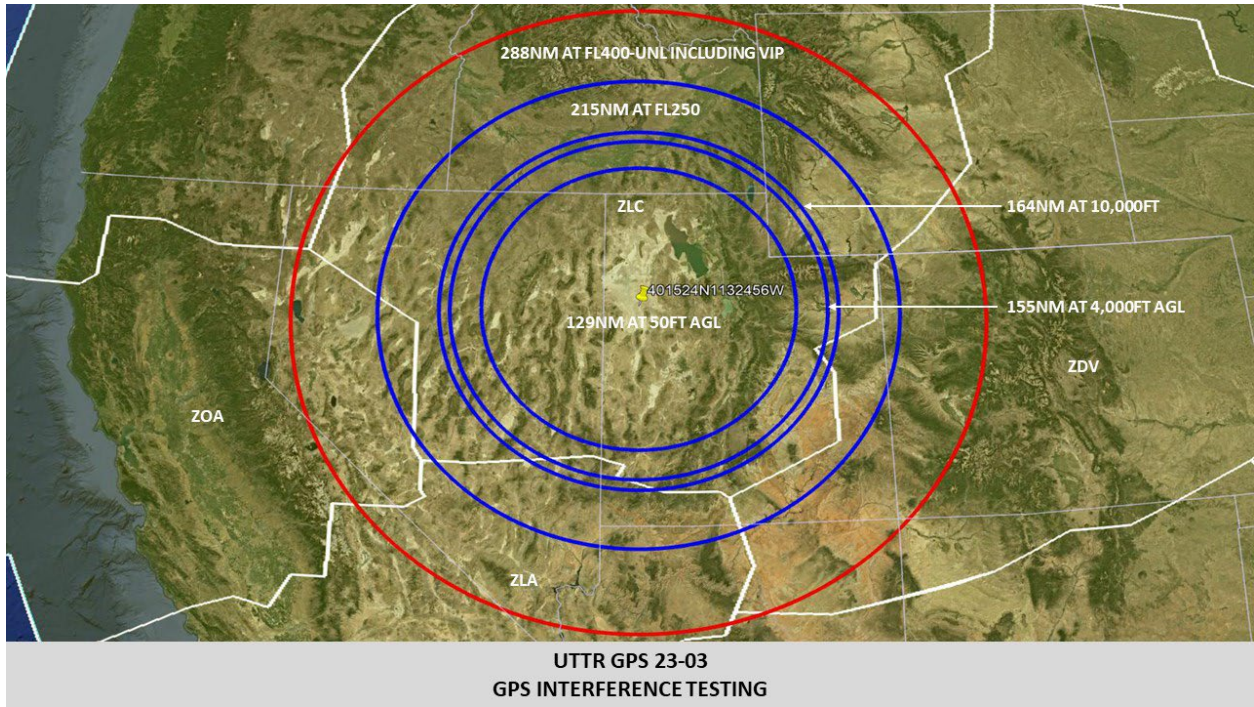 288NM AT FL400-UNL INCLUDING VIP
215NM AT FL250
ZLC
164NM AT 10,000FT
401524N1132456W
155NM AT 4,000FT AGL
129NM AT 50FT AGL
ZDV
ZOA
ZLA
UTTR GPS 23-03
GPS INTERFERENCE TESTING